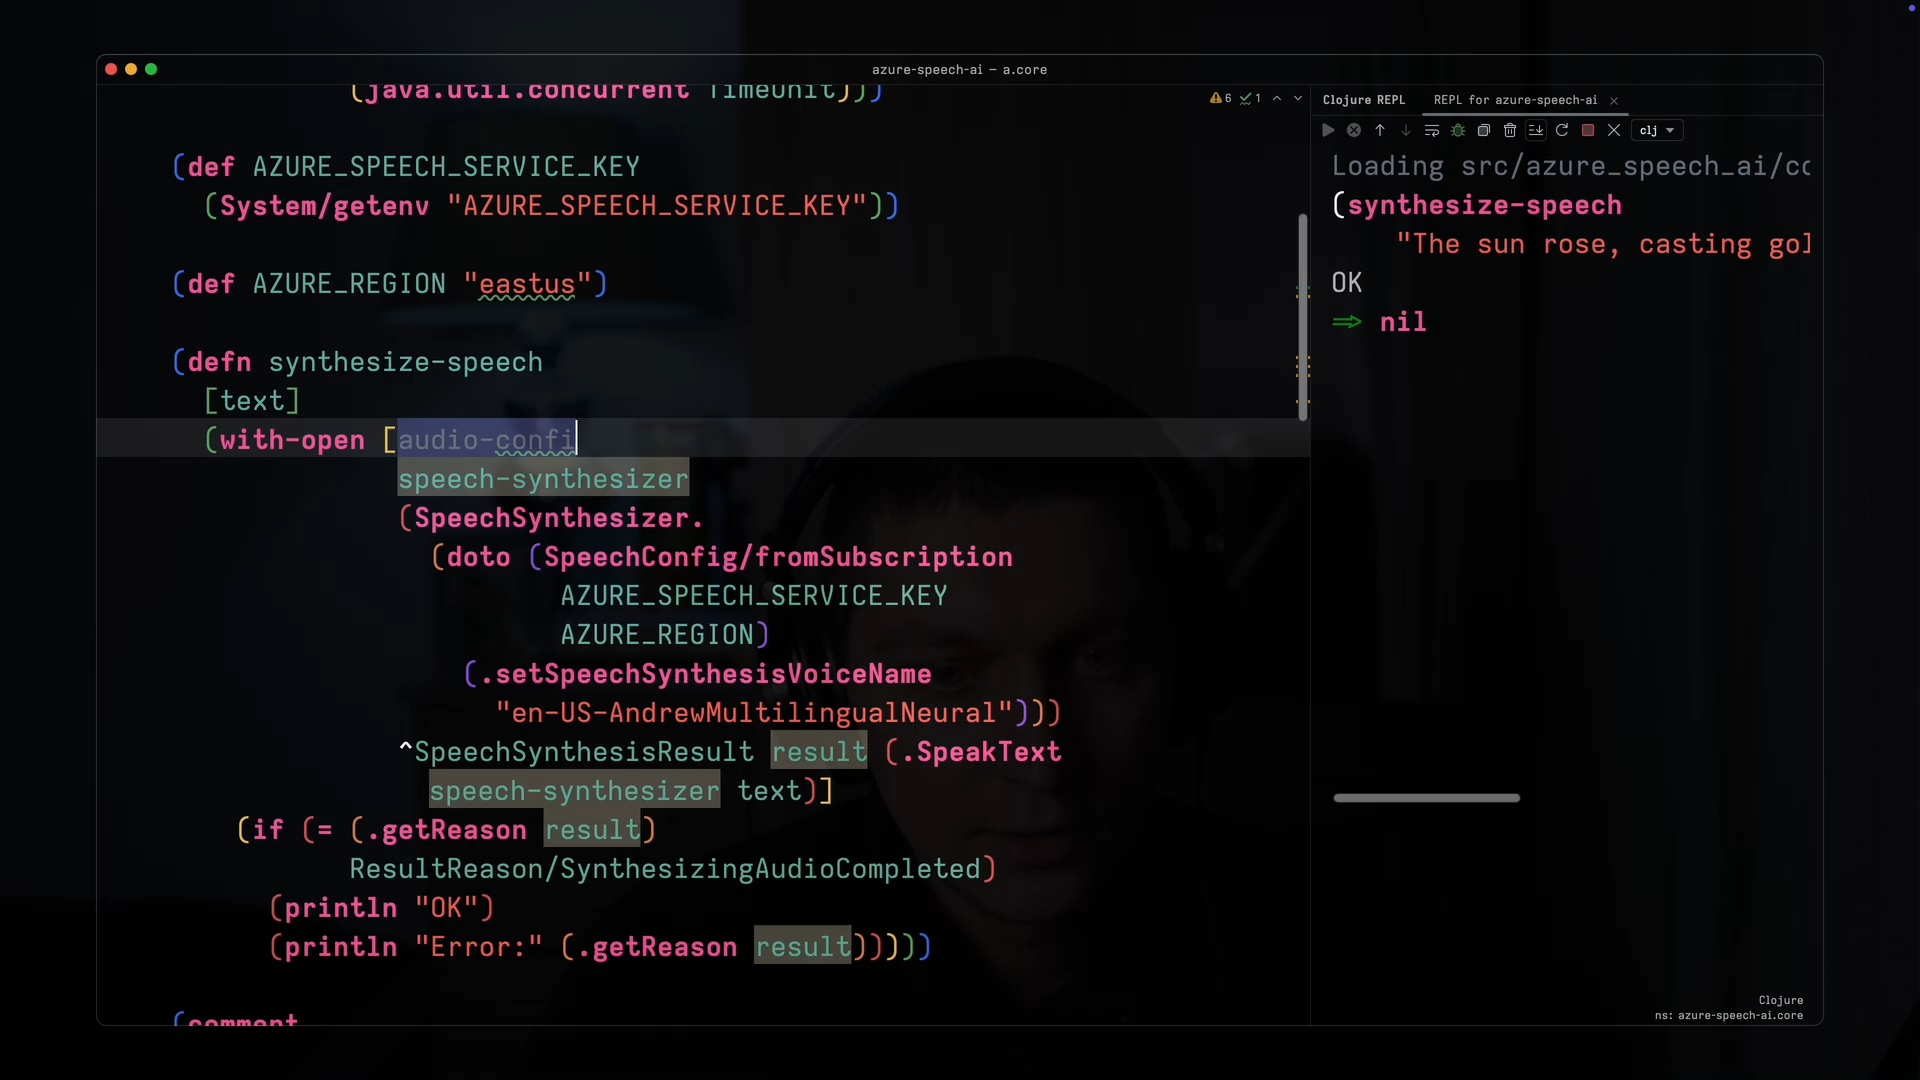 azure-speech-ai – a.core
(java.util.concurrent TimeUnit)))
(def AZURE_SPEECH_SERVICE_KEY
(System/getenv "AZURE_SPEECH_SERVICE_KEY"))
(def AZURE_REGION "eastus")
(defn synthesize-speech
[text]
(with-open [audio-confi
speech-synthesizer
(SpeechSynthesizer.
(doto (SpeechConfig/fromSubscription
AZURE_SPEECH_SERVICE_KEY
AZURE_REGION)
(.setSpeechSynthesisVoiceName
"en-US-AndrewMultilingualNeural")))
^SpeechSynthesisResult result (.SpeakText
speech-synthesizer text)]
(if (= (.getReason result)
ResultReason/SynthesizingAudioCompleted)
(println "OK")
(println "Error:" (.getReason result)))))
(comment
6 1
Clojure REPL REPL for azure-speech-ai
clj
Loading src/azure_speech_ai/co
(synthesize-speech
"The sun rose, casting gol
OK
=> nil
Clojure
ns: azure-speech-ai.core